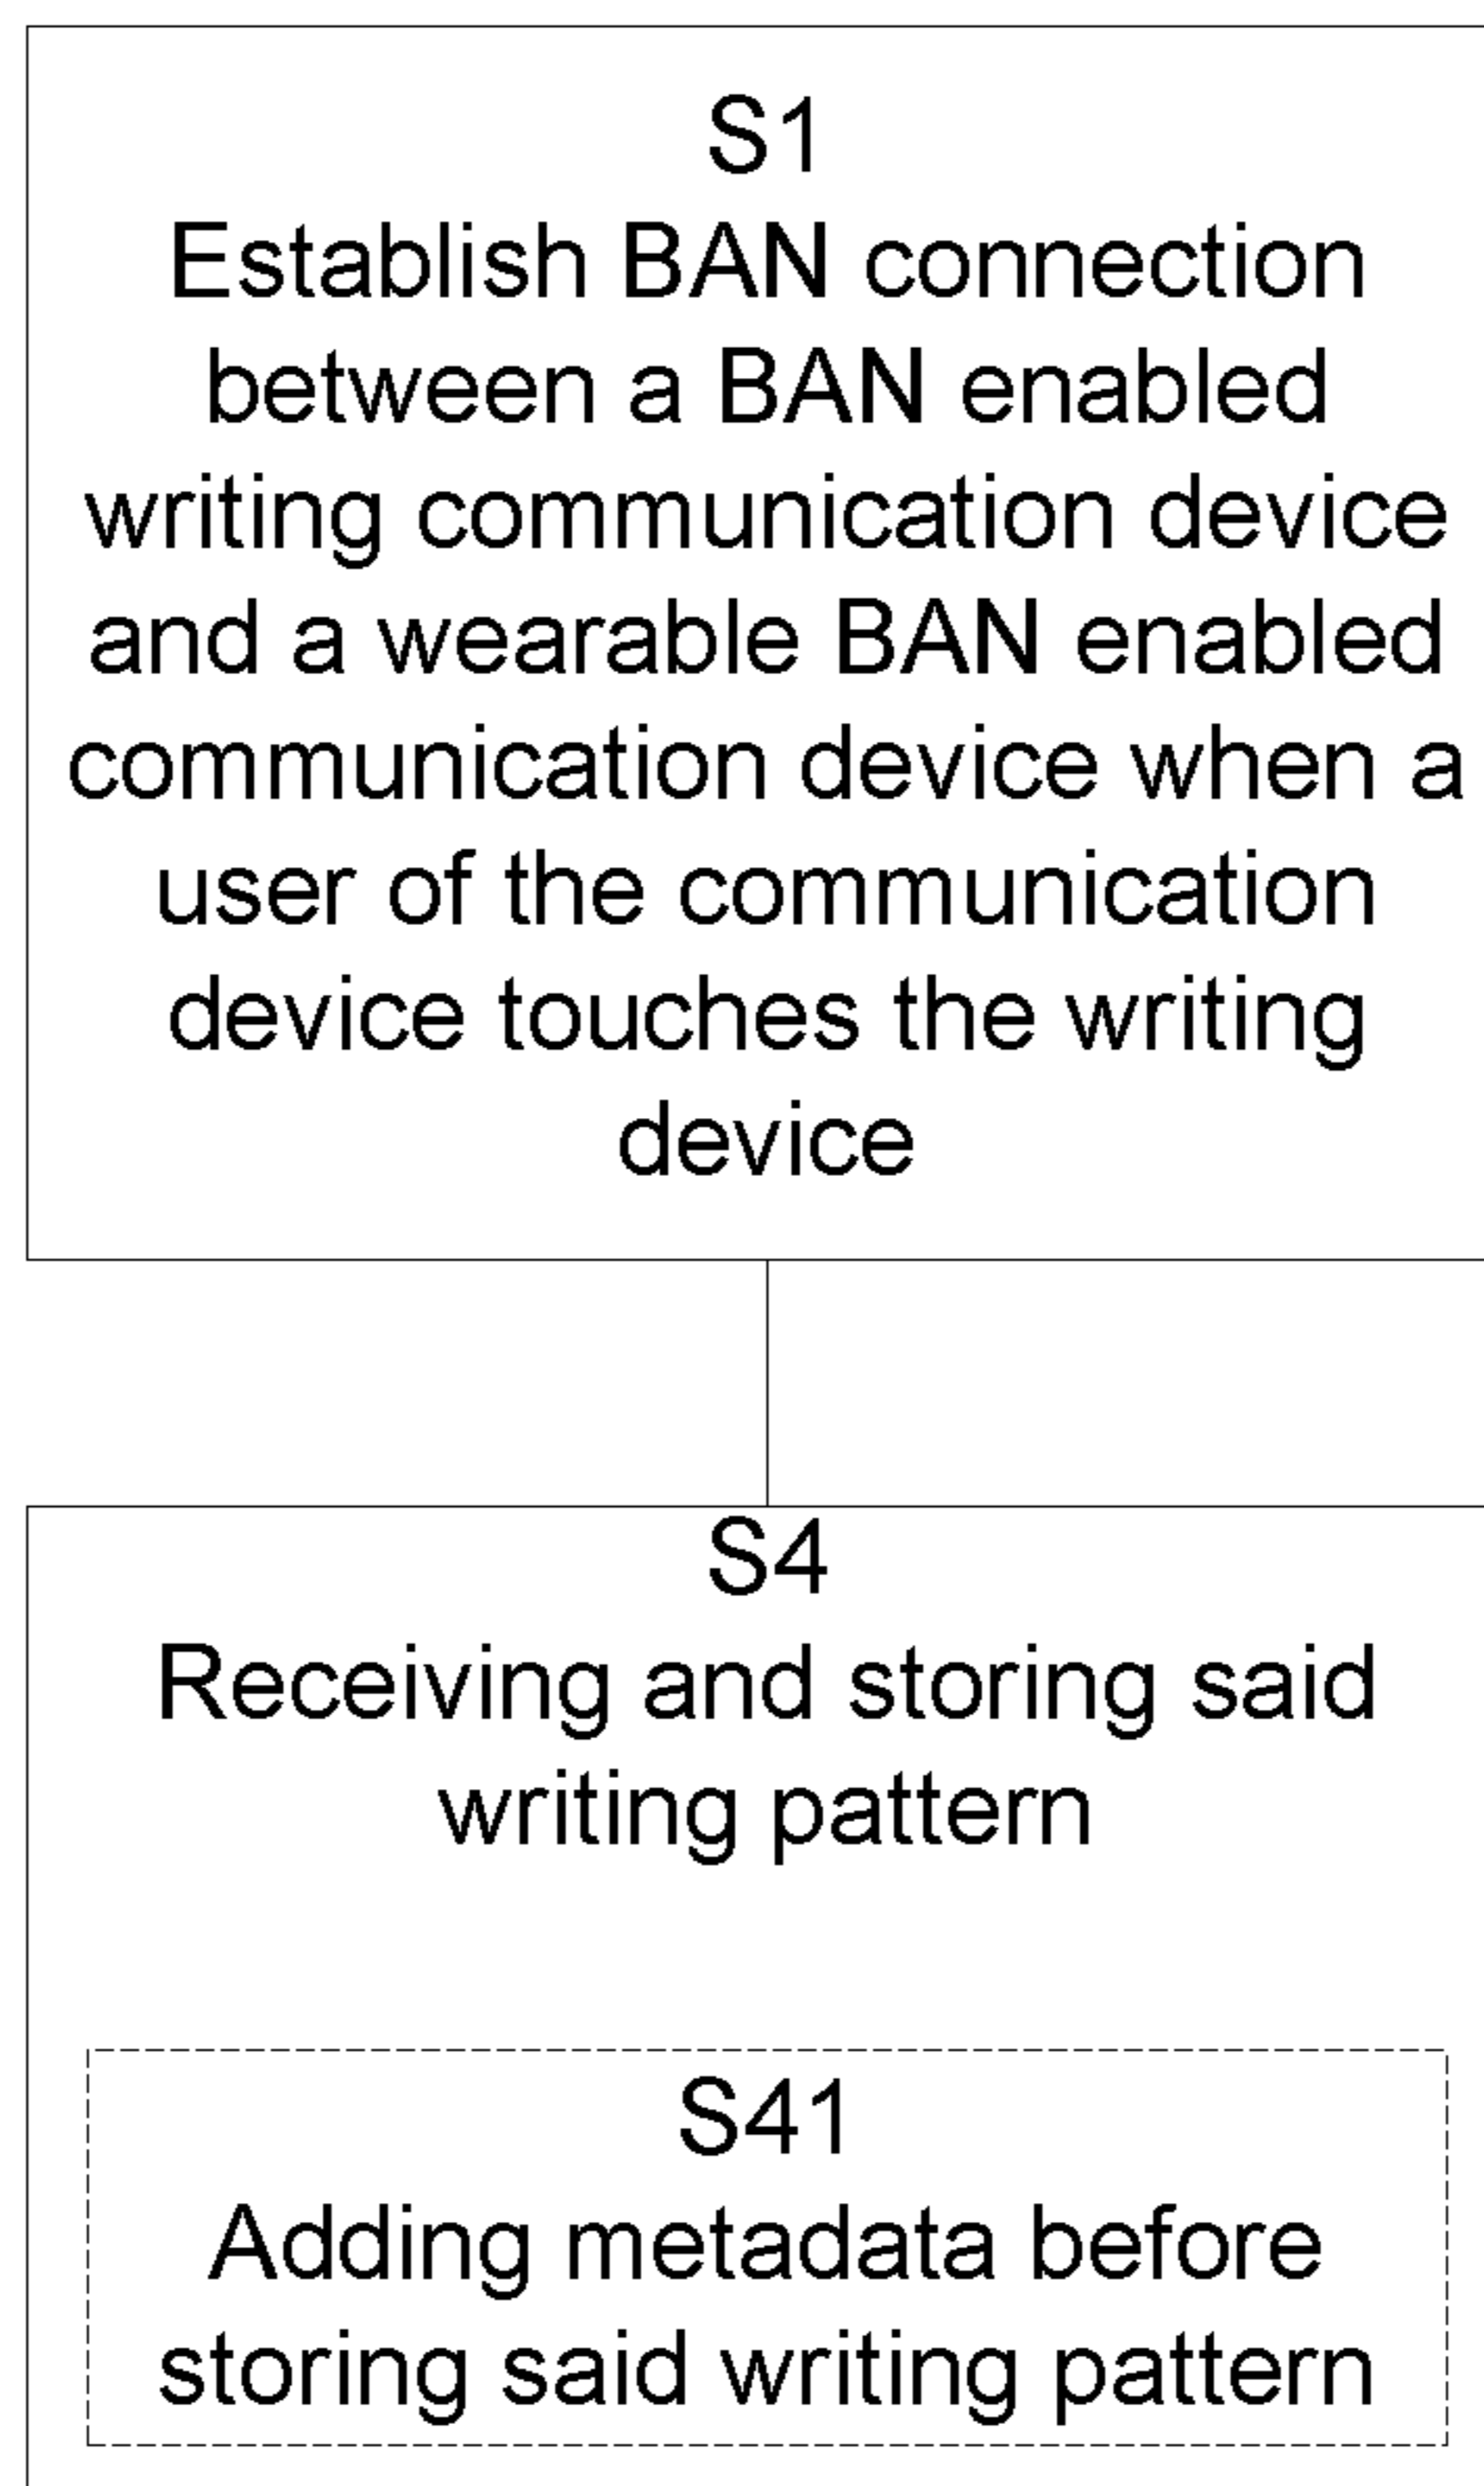 S1
Establish BAN connection
between a BAN enabled
writing communication device
and a wearable BAN enabled
communication device when a
user of the communication
device touches the writing
device
S4
Receiving and storing said
writing pattern
S41
Adding metadata before
storing said writing pattern